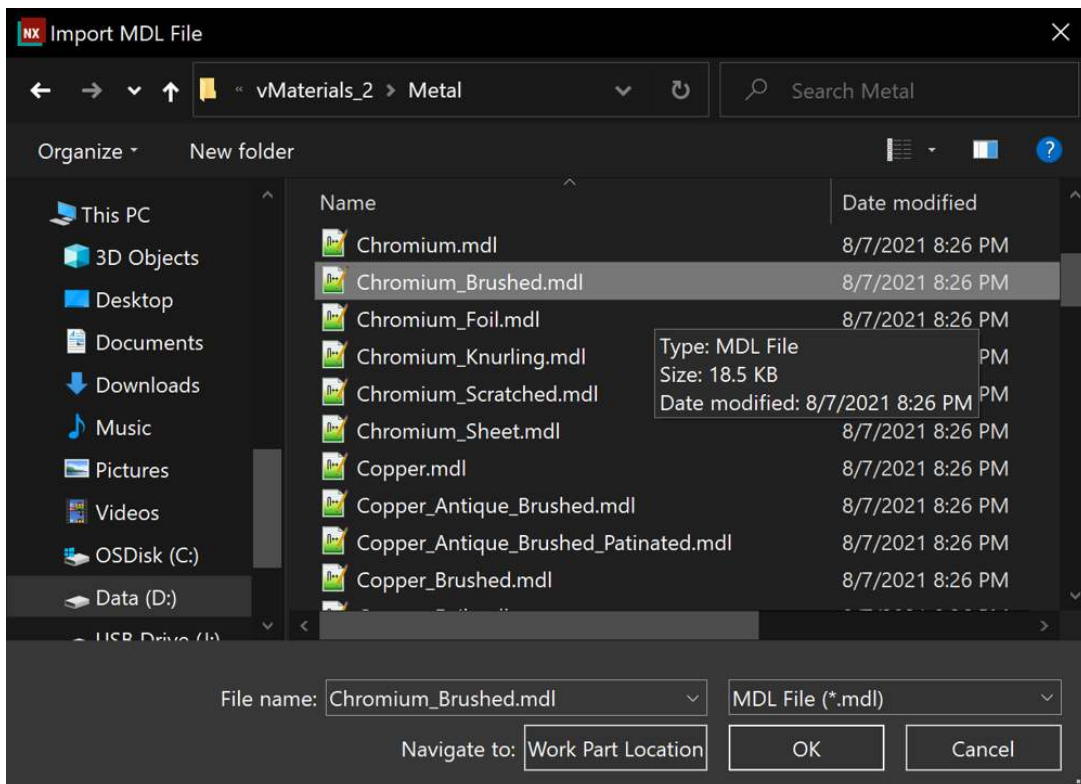 NX Import MDL File
« vMaterials_2 > Metal
Search Metal
Organize
New folder
?
This PC
3D Objects
Desktop
Documents
Downloads
Music
Pictures
Videos
OSDisk (C:)
Data (D:)
USB Drive (I:)
Name Date modified
Chromium.mdl 8/7/2021 8:26 PM
Chromium_Brushed.mdl 8/7/2021 8:26 PM
Chromium_Foil.mdl 8/7/2021 8:26 PM
Chromium_Knurling.mdl PM
Chromium_Scratched.mdl PM
Chromium_Sheet.mdl 8/7/2021 8:26 PM
Copper.mdl 8/7/2021 8:26 PM
Copper_Antique_Brushed.mdl 8/7/2021 8:26 PM
Copper_Antique_Brushed_Patinated.mdl 8/7/2021 8:26 PM
Copper_Brushed.mdl 8/7/2021 8:26 PM
Type: MDL File
Size: 18.5 KB
Date modified: 8/7/2021 8:26 PM
File name: Chromium_Brushed.mdl MDL File (*.mdl)
Navigate to: Work Part Location OK Cancel